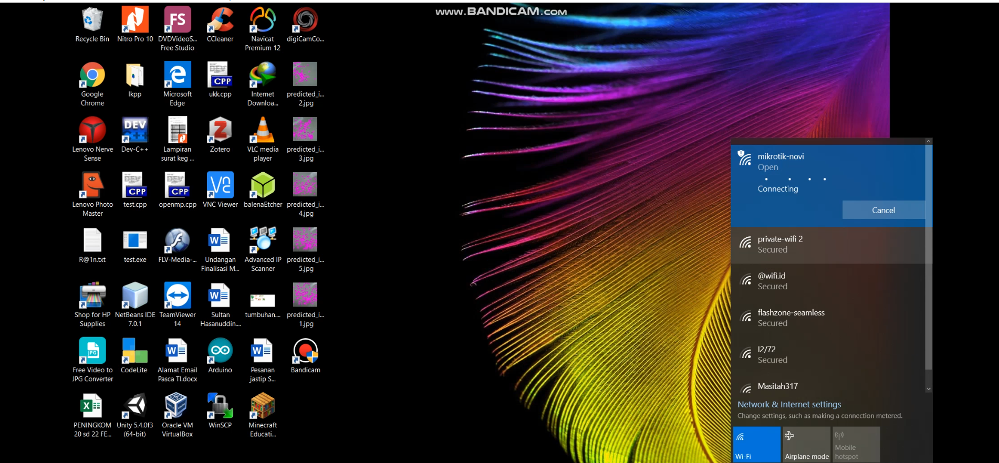 www.BANDICAM.com
Recycle Bin
Nitro Pro 10
FS
DVDVideoS...
Free Studio
CCleaner
Navicat
Premium 12
digiCamCo...
Google
Chrome
lkpp
Microsoft
Edge
CPP
ukk.cpp
Internet
Downloa...
predicted_i...
2.jpg
Lenovo Nerve
Sense
DEV
C++
Dev-C++
Lampiran
surat keg ...
Z
Zotero
VLC media
player
predicted_i...
3.jpg
Lenovo Photo
Master
CPP
test.cpp
CPP
openmp.cpp
VNC Viewer
balenaEtcher
predicted_i...
4.jpg
R@1n.txt
test.exe
FLV-Media-...
W
Undangan
Finalisasi M...
Advanced IP
Scanner
predicted_i...
5.jpg
Shop for HP
Supplies
NetBeans IDE
7.0.1
TeamViewer
14
W
Sultan
Hasanuddin....
tumbuhan....
predicted_i...
1.jpg
JPG
Free Video to
JPG Converter
CodeLite
W
Alamat Email
Pasca TI.docx
Arduino
W
Pesanan
jastip S...
Bandicam
X
PENINGKOM
20 sd 22 FE...
Unity 5.4.0f3
(64-bit)
Oracle VM
VirtualBox
WinSCP
Minecraft
Educati...
mikrotik-novi
Open
Connecting
Cancel
private-wifi 2
Secured
@wifi.id
Secured
flashzone-seamless
Secured
I2/72
Secured
Masitah317
Network & Internet settings
Change settings, such as making a connection metered.
Wi-Fi
Airplane mode
Mobile
hotspot